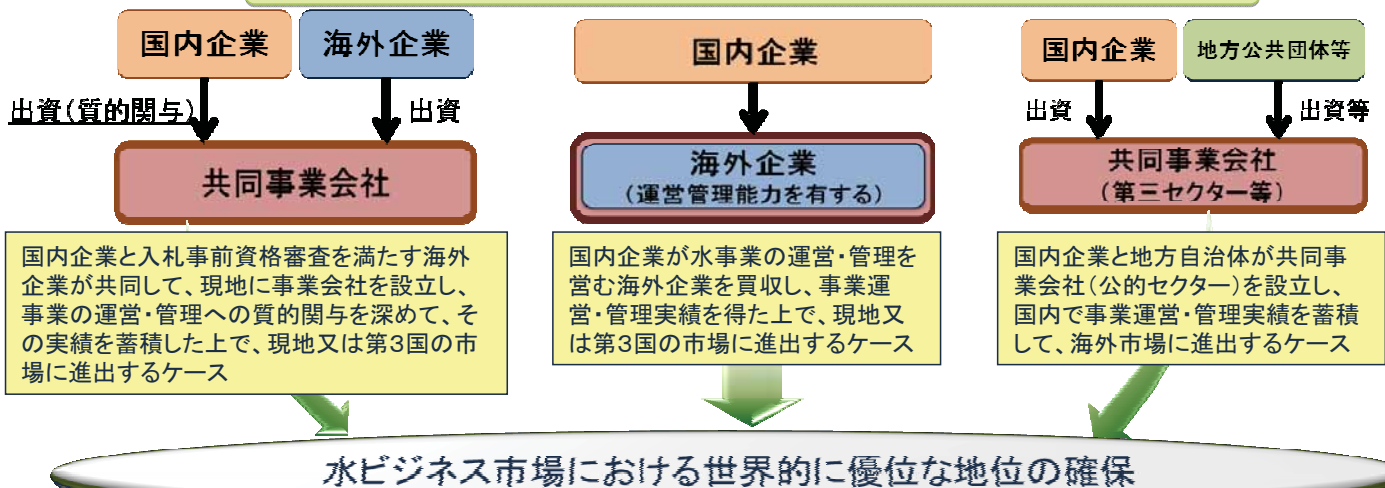 国内企業
海外企業
出資(質的関与)
出資
共同事業会社
国内企業と入札事前資格審査を満たす海外
企業が共同して、現地に事業会社を設立し、
事業の運営・管理への質的関与を深めて、そ
の実績を蓄積した上で、現地又は第3国の市
場に進出するケース
国内企業
海外企業
(運営管理能力を有する)
国内企業が水事業の運営・管理を
営む海外企業を買収し、事業運
営・管理実績を得た上で、現地又
は第3国の市場に進出するケース
国内企業
地方公共団体等
出資
出資等
共同事業会社
(第三セクター等)
国内企業と地方自治体が共同事
業会社(公的セクター)を設立し、
国内で事業運営・管理実績を蓄積
して、海外市場に進出するケース
水ビジネス市場における世界的に優位な地位の確保